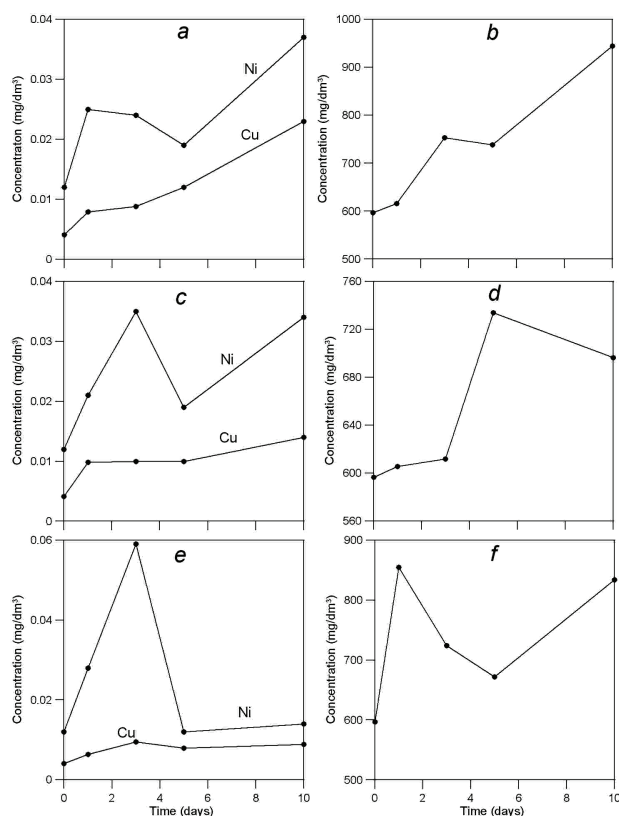 a
Concentraton (mg/dm³)
0.04
0.03
0.02
0.01
0
Ni
Cu
b
Concentration (mg/dm³)
1000
900
800
700
600
500
c
Concentration (mg/dm³)
0.04
0.03
0.02
0.01
0
Ni
Cu
d
Concentration (mg/dm³)
760
720
680
640
600
560
e
Concentration (mg/dm³)
0.06
0.04
0.02
0
Cu
Ni
0 2 4 6 8 10
Time (days)
f
Concentration (mg/dm³)
900
800
700
600
500
0 2 4 6 8 10
Time (days)